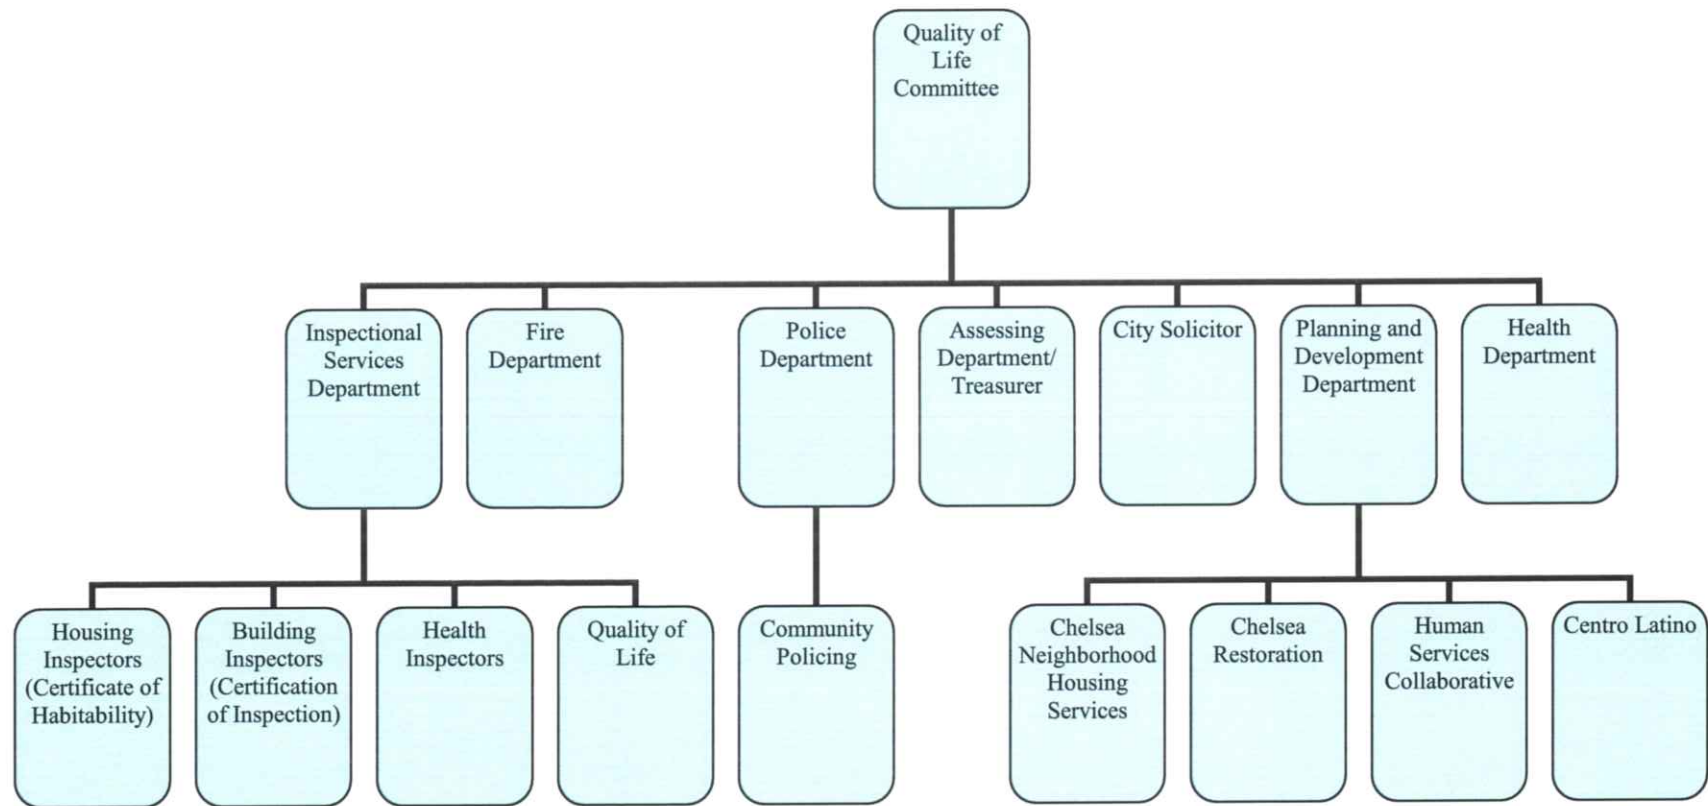 Quality of
Life
Committee
Inspectional
Services
Department
Fire
Department
Police
Department
Assessing
Department/
Treasurer
City Solicitor
Planning and
Development
Department
Health
Department
Housing
Inspectors
(Certificate of
Habitability)
Building
Inspectors
(Certification
of Inspection)
Health
Inspectors
Quality of
Life
Community
Policing
Chelsea
Neighborhood
Housing
Services
Chelsea
Restoration
Human
Services
Collaborative
Centro Latino